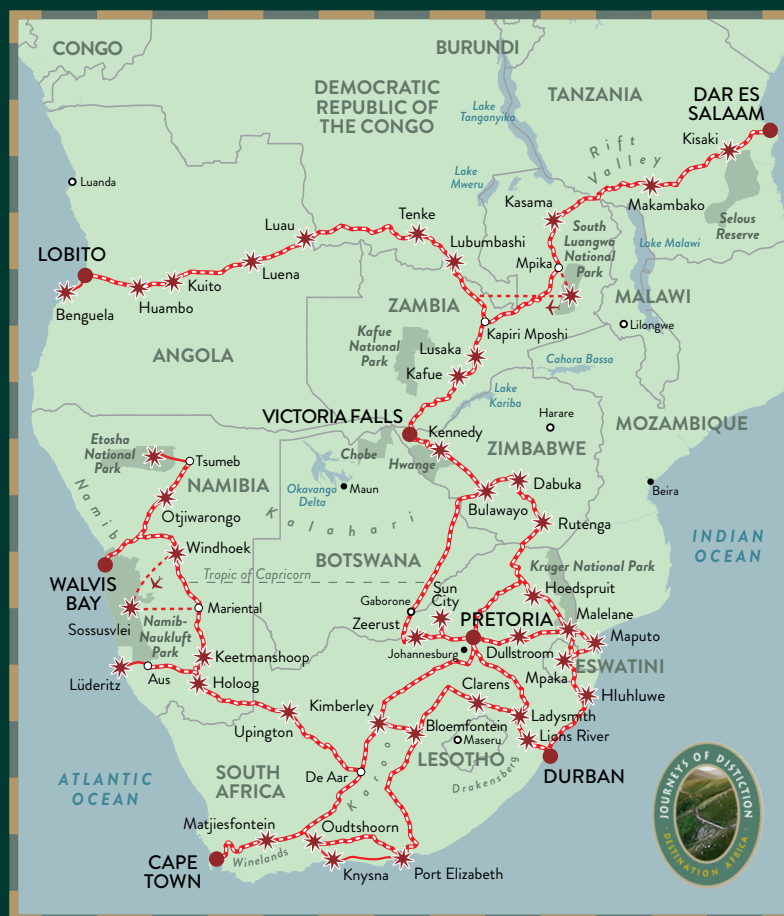 CONGO
BURUNDI
DEMOCRATIC
REPUBLIC OF
THE CONGO
TANZANIA
DAR ES
SALAAM
Lake
Tanganyika
Kisaki
Rift
Valley
Lake
Mweru
Luanda
Kasama
Makambako
Selous
Reserve
Tenke
Luau
South
Luangwa
National
Park
Lubumbashi
Lake Malawi
LOBITO
Mpika
Kuito
Luena
Huambo
Benguela
ZAMBIA
MALAWI
Kapiri Mposhi
Lilongwe
Kafue
National
Park
ANGOLA
Lusaka
Cahora Bassa
Kafue
Lake
Kariba
VICTORIA FALLS
Harare
MOZAMBIQUE
Kennedy
Etosha
National
Park
Tsumeb
Chobe
Hwange
ZIMBABWE
NAMIBIA
Okavango
Delta
Maun
Dabuka
Beira
Namib
Otjiwarongo
Kalahari
Bulawayo
Rutenga
INDIAN
OCEAN
Windhoek
BOTSWANA
Kruger National Park
WALVIS
BAY
Tropic of Capricorn
Hoedspruit
Sun
City
Gaborone
Mariental
Zeerust
PRETORIA
Malelane
Sossusvlei
Namib-
Naukluft
Park
Maputo
Johannesburg
Dullstroom
ESWATINI
Keetmanshoop
Mpaka
Aus
Lüderitz
Holoog
Clarens
Hluhluwe
Kimberley
Ladysmith
Upington
Bloemfontein
Lions River
Maseru
LESOTHO
De Aar
Karoo
Drakensberg
DURBAN
ATLANTIC
OCEAN
SOUTH
AFRICA
Matjiesfontein
Oudtshoorn
Winelands
CAPE
TOWN
Knysna
Port Elizabeth
JOURNEYS OF DISTICTION
DESTINATION AFRICA